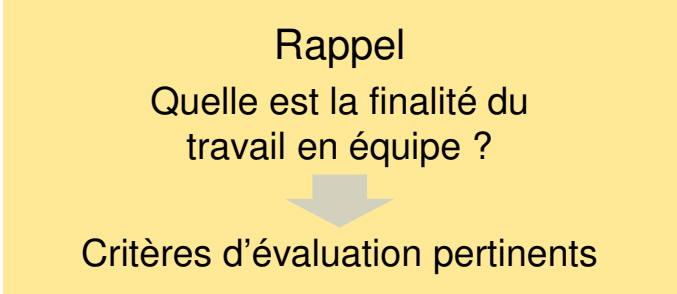 Rappel
Quelle est la finalité du
travail en équipe ?
Critères d'évaluation pertinents